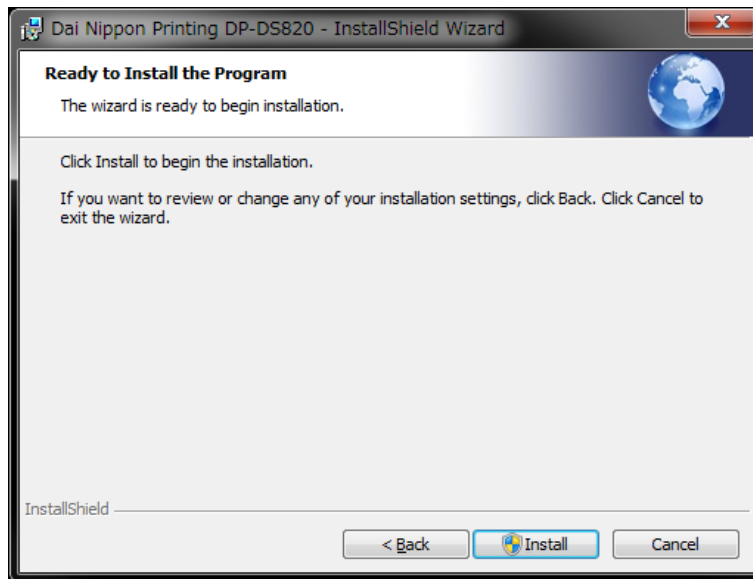 Dai Nippon Printing DP-DS820 - InstallShield Wizard
Ready to Install the Program
The wizard is ready to begin installation.
Click Install to begin the installation.
If you want to review or change any of your installation settings, click Back. Click Cancel to
exit the wizard.
InstallShield
< Back
Install
Cancel